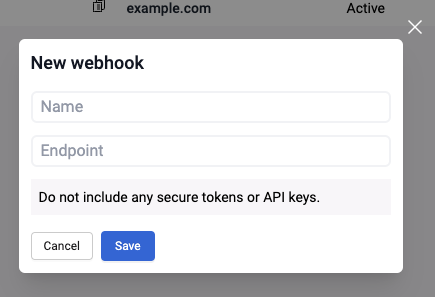 example.com Active
New webhook
Name
Endpoint
Do not include any secure tokens or API keys.
Cancel Save